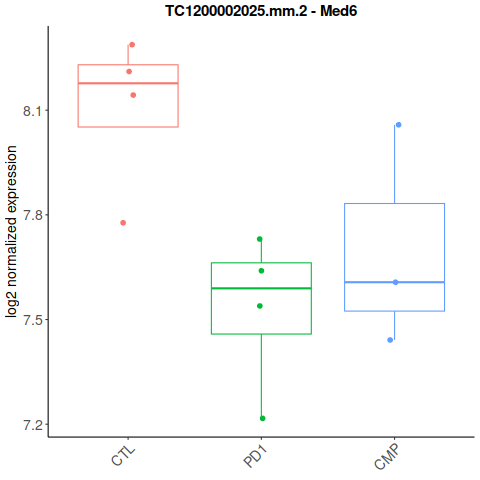 TC1200002025.mm.2 - Med6
log2 normalized expression
8.1
7.8
7.5
7.2
CTL
PD1
CMP